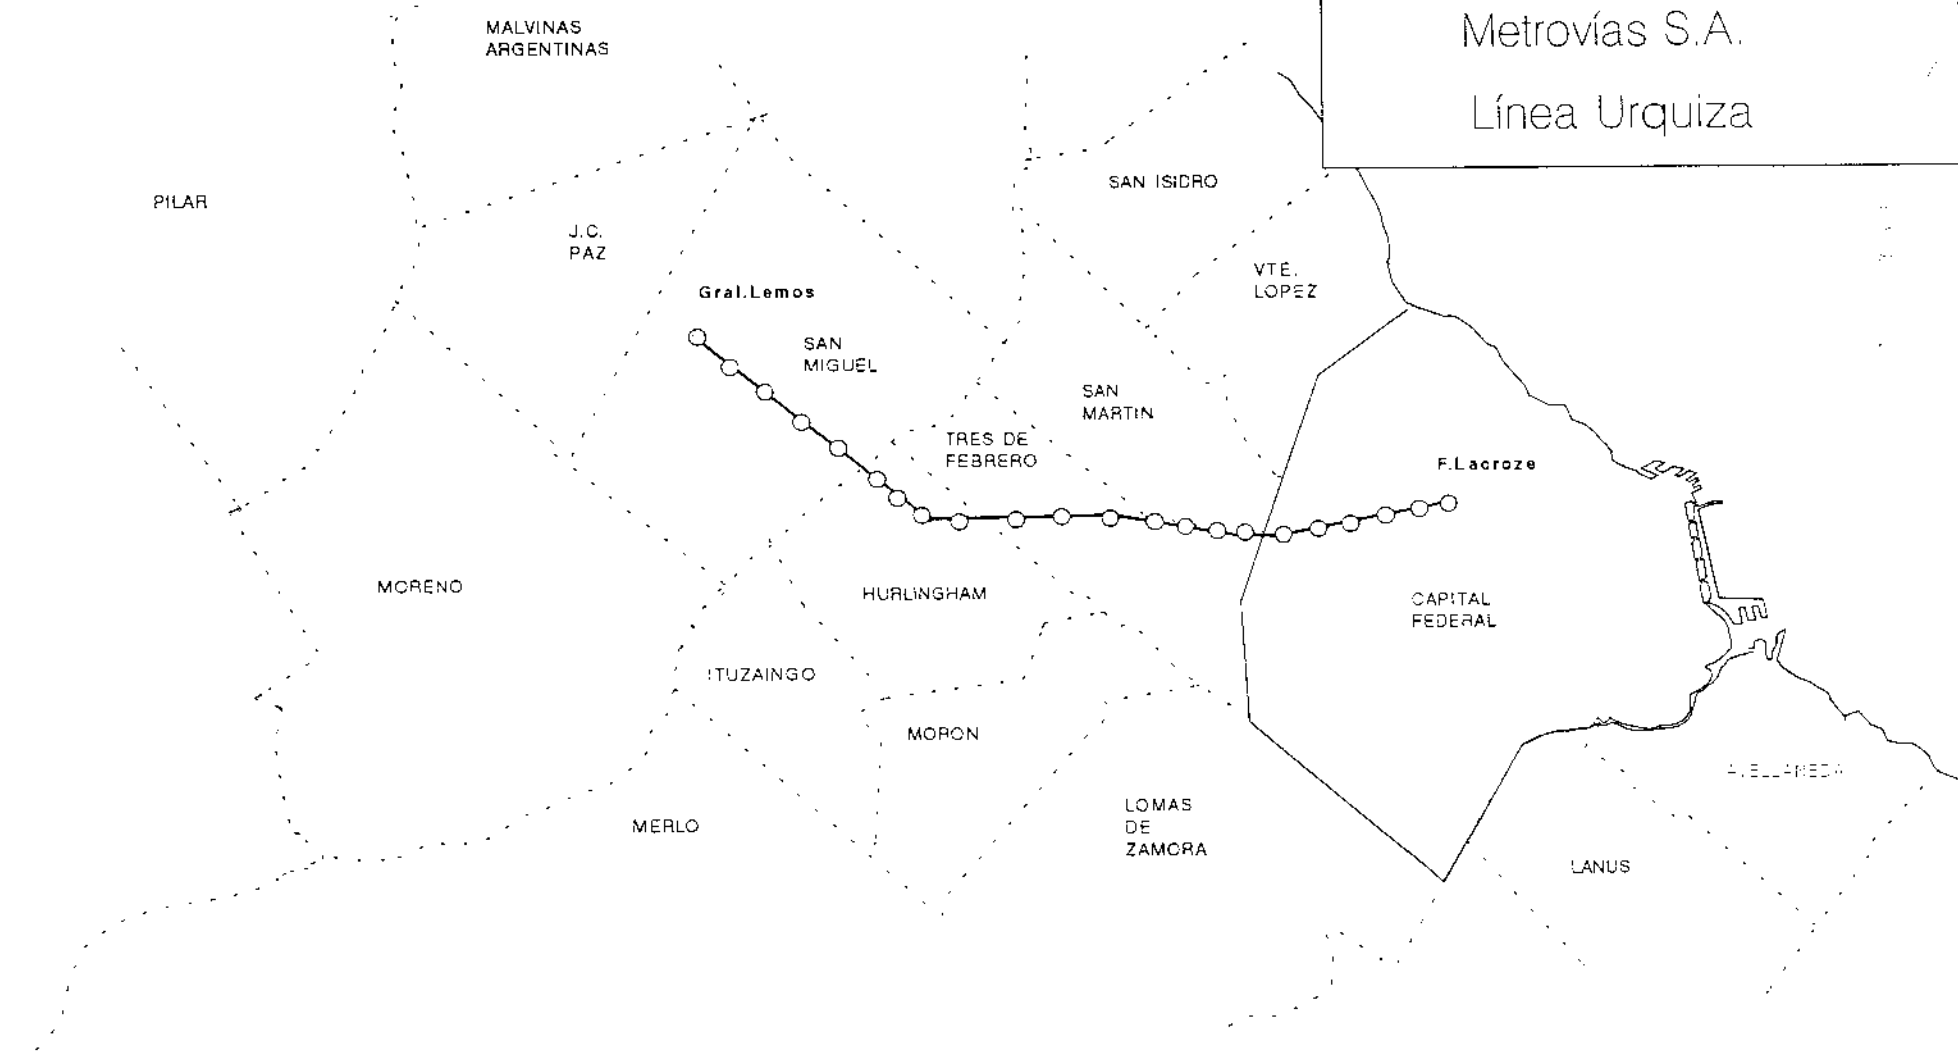 Metrovías S.A.
Línea Urquiza
MALVINAS
ARGENTINAS
PILAR
J.C.
PAZ
SAN ISIDRO
VTE.
LOPEZ
Gral.Lemos
SAN
MIGUEL
SAN
MARTIN
TRES DE
FEBRERO
F.Lacroze
MORENO
HURLINGHAM
CAPITAL
FEDERAL
ITUZAINGO
MORON
MERLO
LOMAS
DE
ZAMORA
AVELLANEDA
LANUS